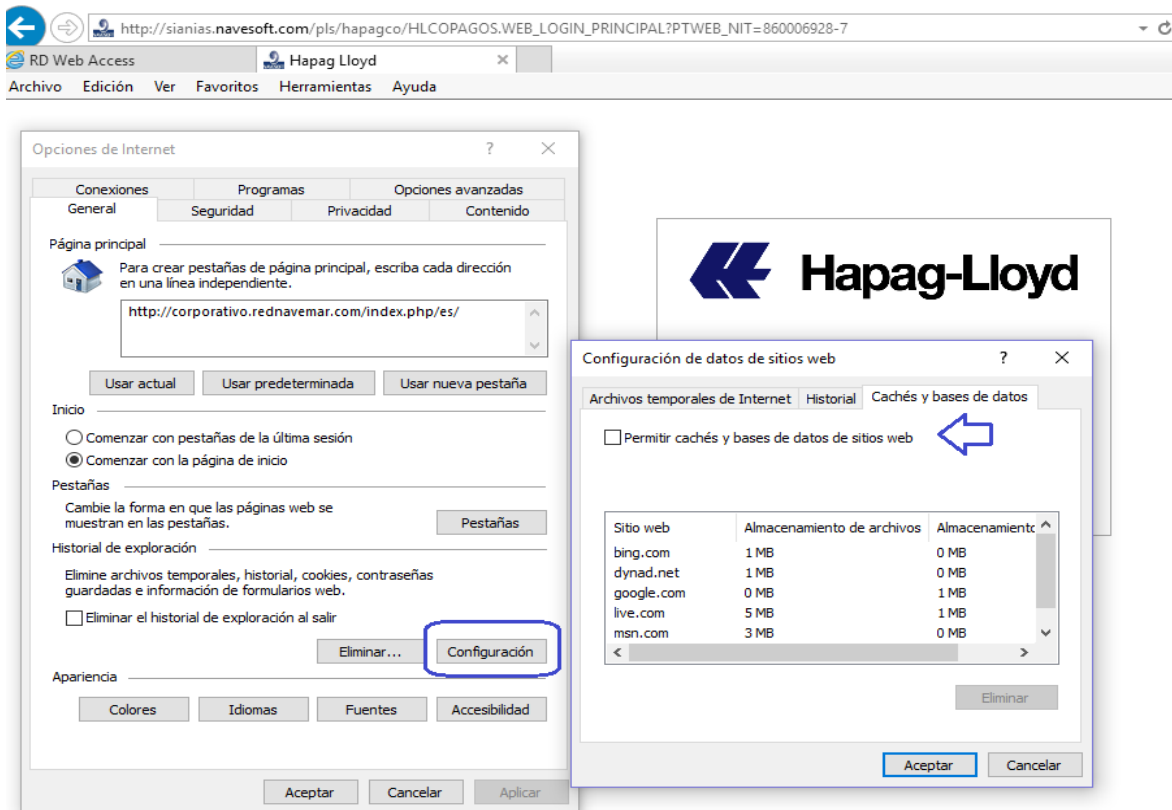 http://sianias.navesoft.com/pls/hapagco/HLCOPAGOS.WEB_LOGIN_PRINCIPAL?PTWEB_NIT=860006928-7
RD Web Access
Hapag Lloyd
Archivo Edición Ver Favoritos Herramientas Ayuda
Opciones de Internet
Conexiones Programas Opciones avanzadas
General Seguridad Privacidad Contenido
Página principal
Para crear pestañas de página principal, escriba cada dirección
en una línea independiente.
http://corporativo.rednavemar.com/index.php/es/
Usar actual Usar predeterminada Usar nueva pestaña
Inicio
Comenzar con pestañas de la última sesión
Comenzar con la página de inicio
Pestañas
Cambie la forma en que las páginas web se
muestran en las pestañas.
Pestañas
Historial de exploración
Elimine archivos temporales, historial, cookies, contraseñas
guardadas e información de formularios web.
Eliminar el historial de exploración al salir
Eliminar... Configuración
Apariencia
Colores Idiomas Fuentes Accesibilidad
Aceptar Cancelar Aplicar
Hapag-Lloyd
Configuración de datos de sitios web
Archivos temporales de Internet Historial Cachés y bases de datos
Permitir cachés y bases de datos de sitios web
Sitio web Almacenamiento de archivos Almacenamiento
bing.com 1 MB 0 MB
dynad.net 1 MB 0 MB
google.com 0 MB 1 MB
live.com 5 MB 1 MB
msn.com 3 MB 0 MB
Eliminar
Aceptar Cancelar